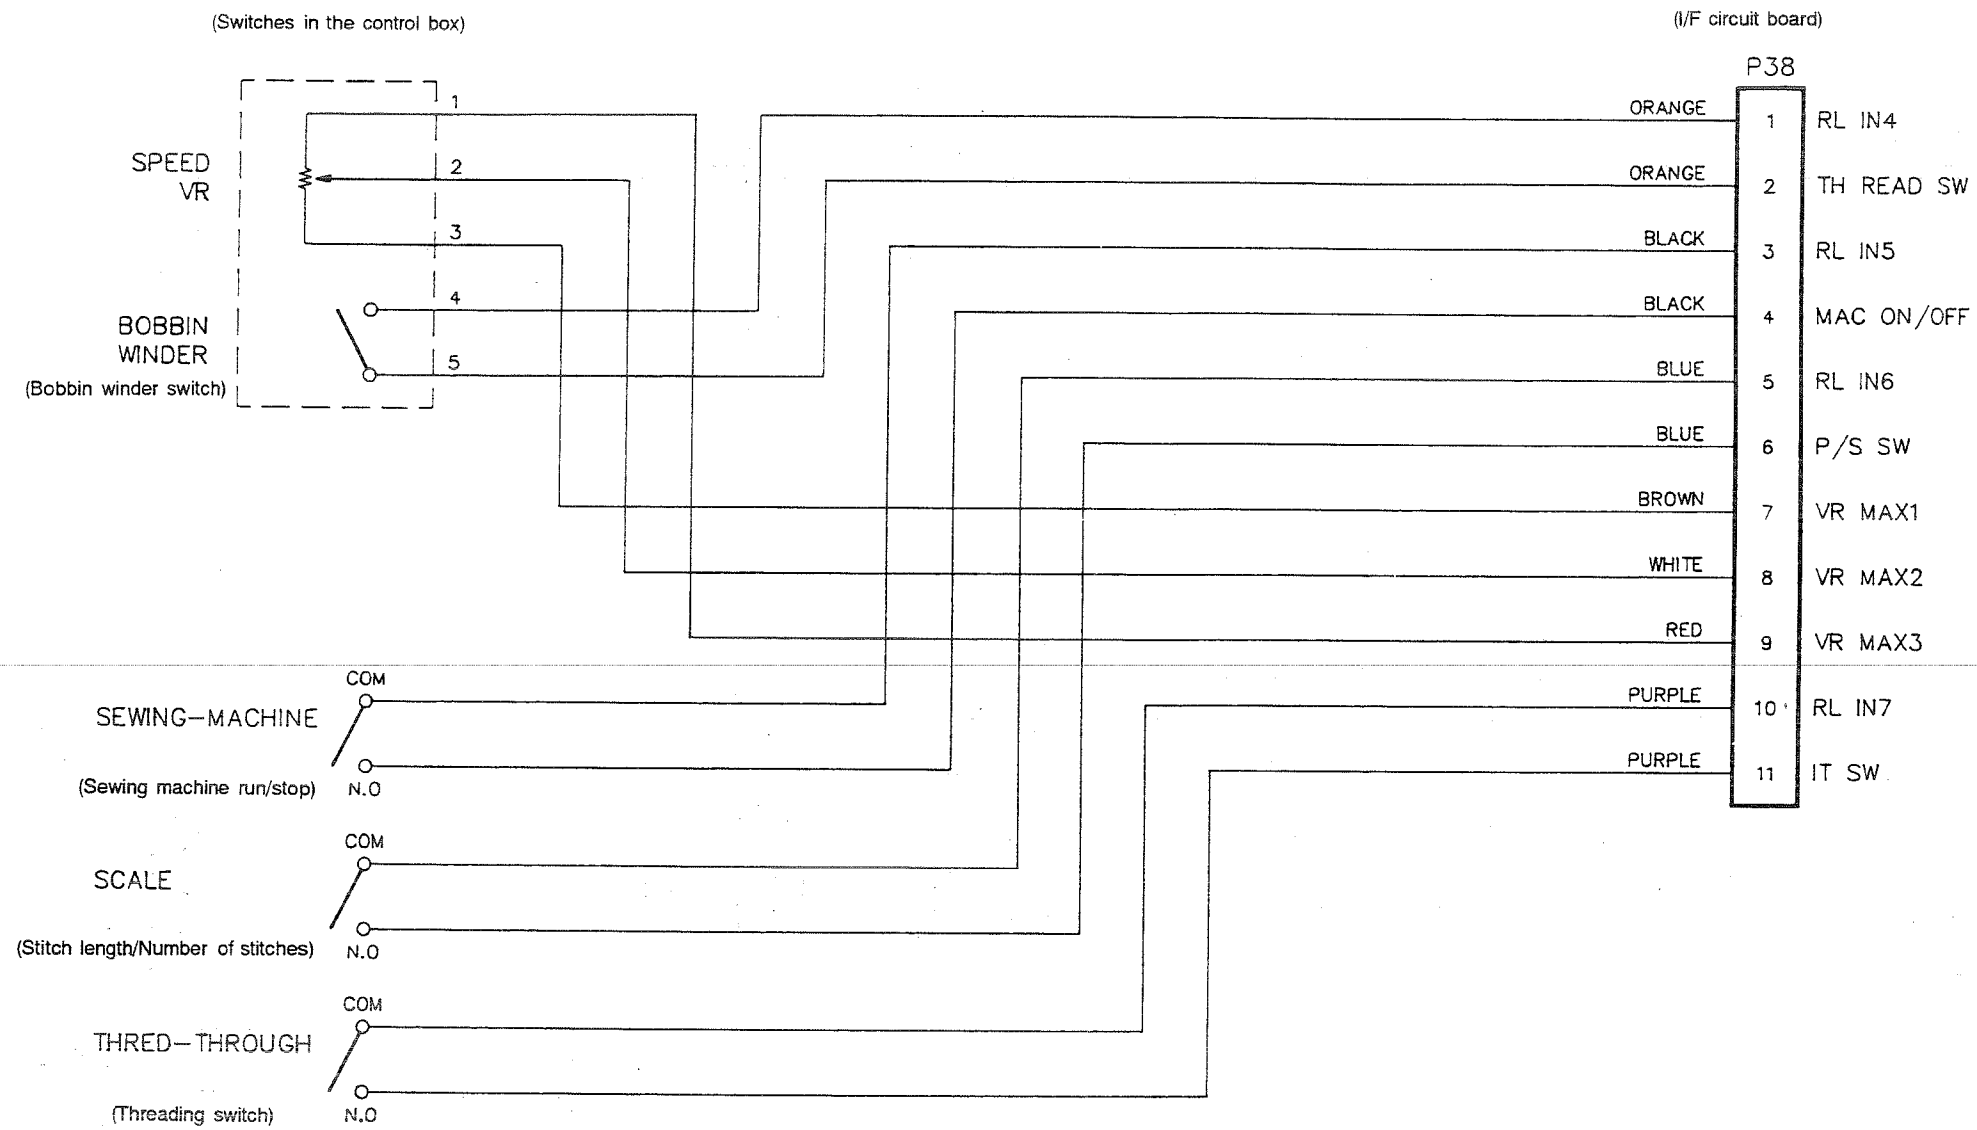 (Switches in the control box)
(I/F circuit board)
P38
SPEED
VR
1
2
3
BOBBIN
WINDER
(Bobbin winder switch)
4
5
ORANGE 1 RL IN4
ORANGE 2 TH READ SW
BLACK 3 RL IN5
BLACK 4 MAC ON/OFF
BLUE 5 RL IN6
BLUE 6 P/S SW
BROWN 7 VR MAX1
WHITE 8 VR MAX2
RED 9 VR MAX3
PURPLE 10 RL IN7
PURPLE 11 IT SW
COM
SEWING-MACHINE
(Sewing machine run/stop) N.O
COM
SCALE
(Stitch length/Number of stitches) N.O
COM
THRED-THROUGH
(Threading switch) N.O